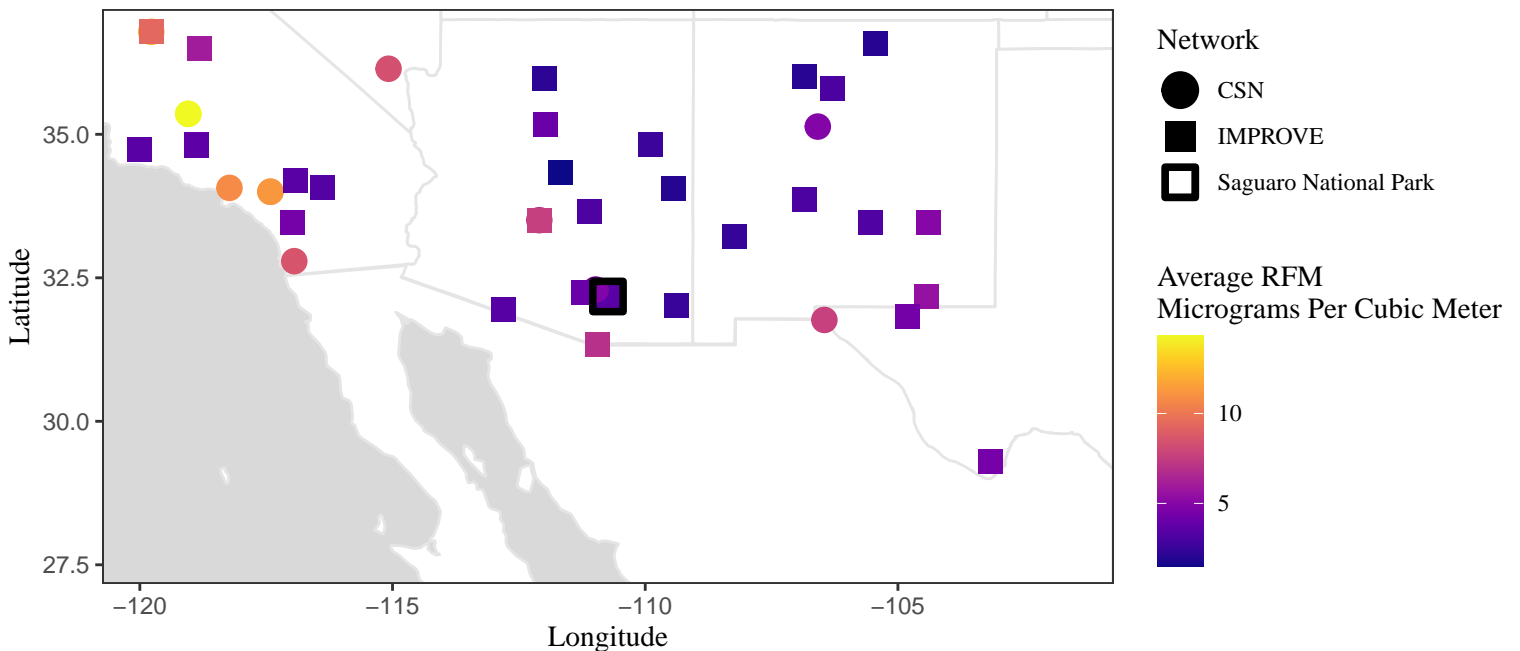 Network
CSN
IMPROVE
Saguaro National Park
Average RFM
Micrograms Per Cubic Meter
10
5
Latitude
35.0
32.5
30.0
27.5
−120
−115
−110
−105
Longitude